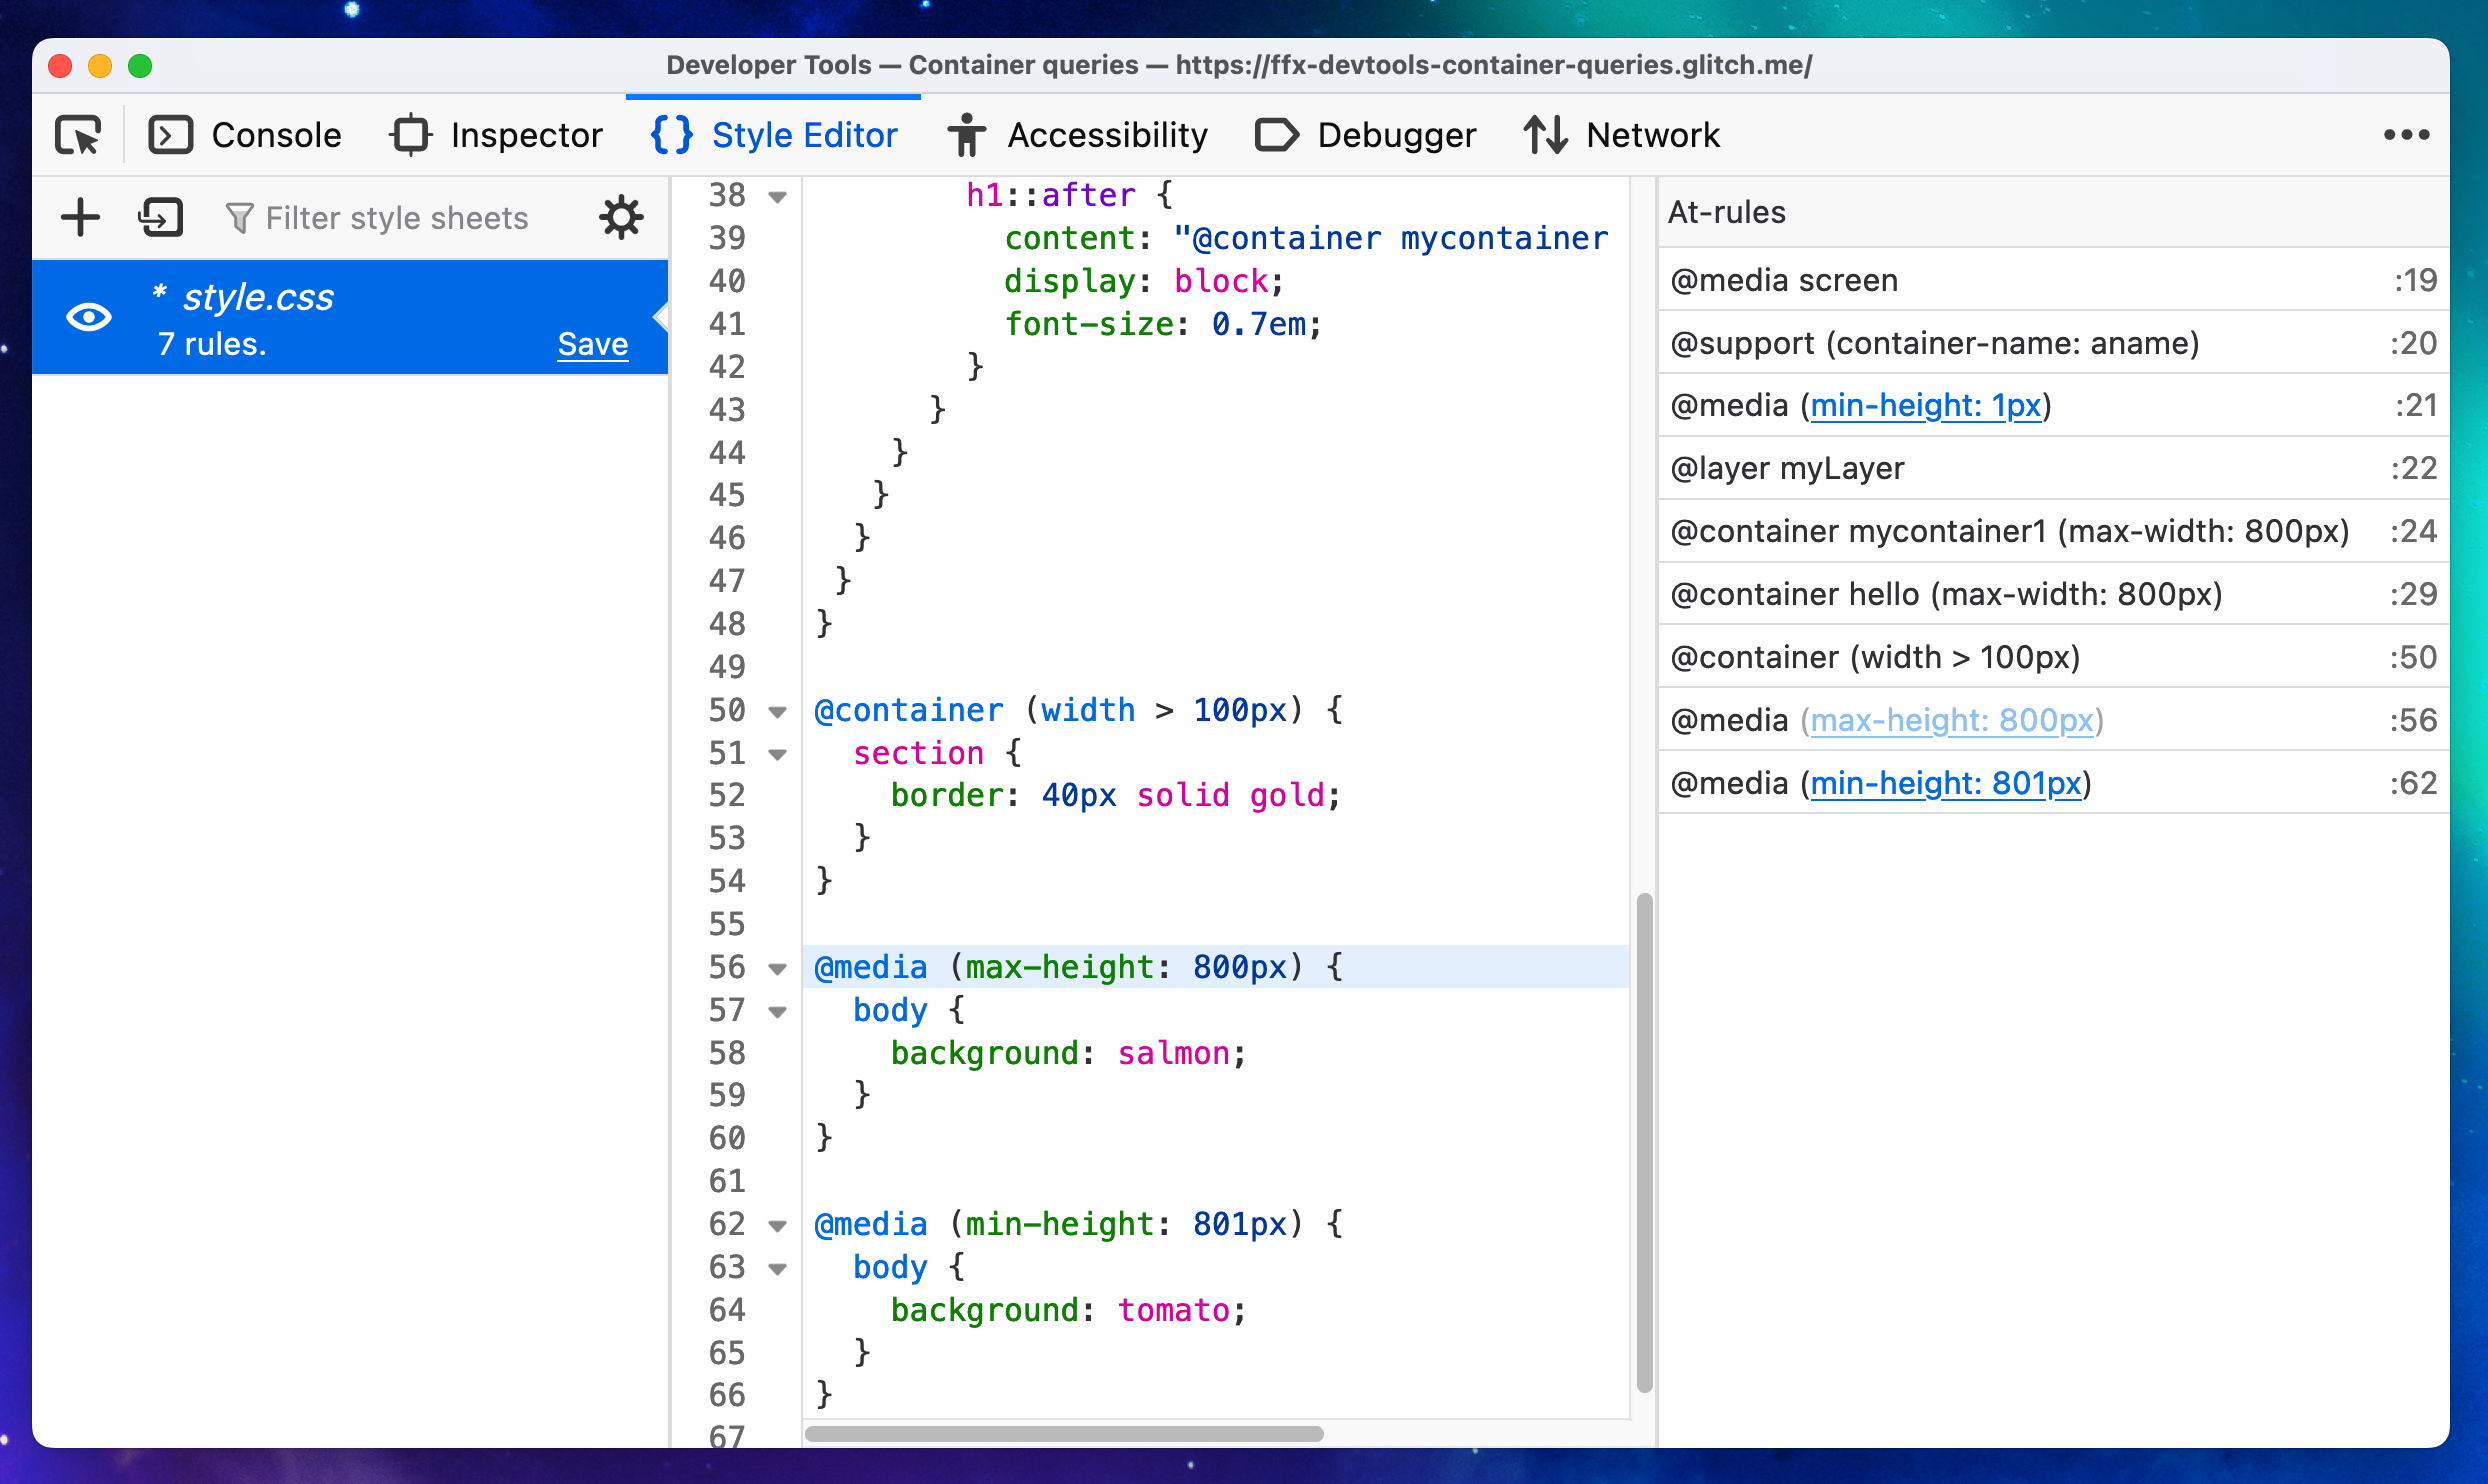 Developer Tools — Container queries — https://ffx-devtools-container-queries.glitch.me/
Console Inspector Style Editor Accessibility Debugger Network
Filter style sheets
* style.css
7 rules.
Save
38 h1::after {
39 content: "@container mycontainer
40 display: block;
41 font-size: 0.7em;
42 }
43 }
44 }
45 }
46 }
47 }
48 }
49
50 @container (width > 100px) {
51 section {
52 border: 40px solid gold;
53 }
54 }
55
56 @media (max-height: 800px) {
57 body {
58 background: salmon;
59 }
60 }
61
62 @media (min-height: 801px) {
63 body {
64 background: tomato;
65 }
66 }
67
At-rules
@media screen :19
@support (container-name: aname) :20
@media (min-height: 1px) :21
@layer myLayer :22
@container mycontainer1 (max-width: 800px) :24
@container hello (max-width: 800px) :29
@container (width > 100px) :50
@media (max-height: 800px) :56
@media (min-height: 801px) :62